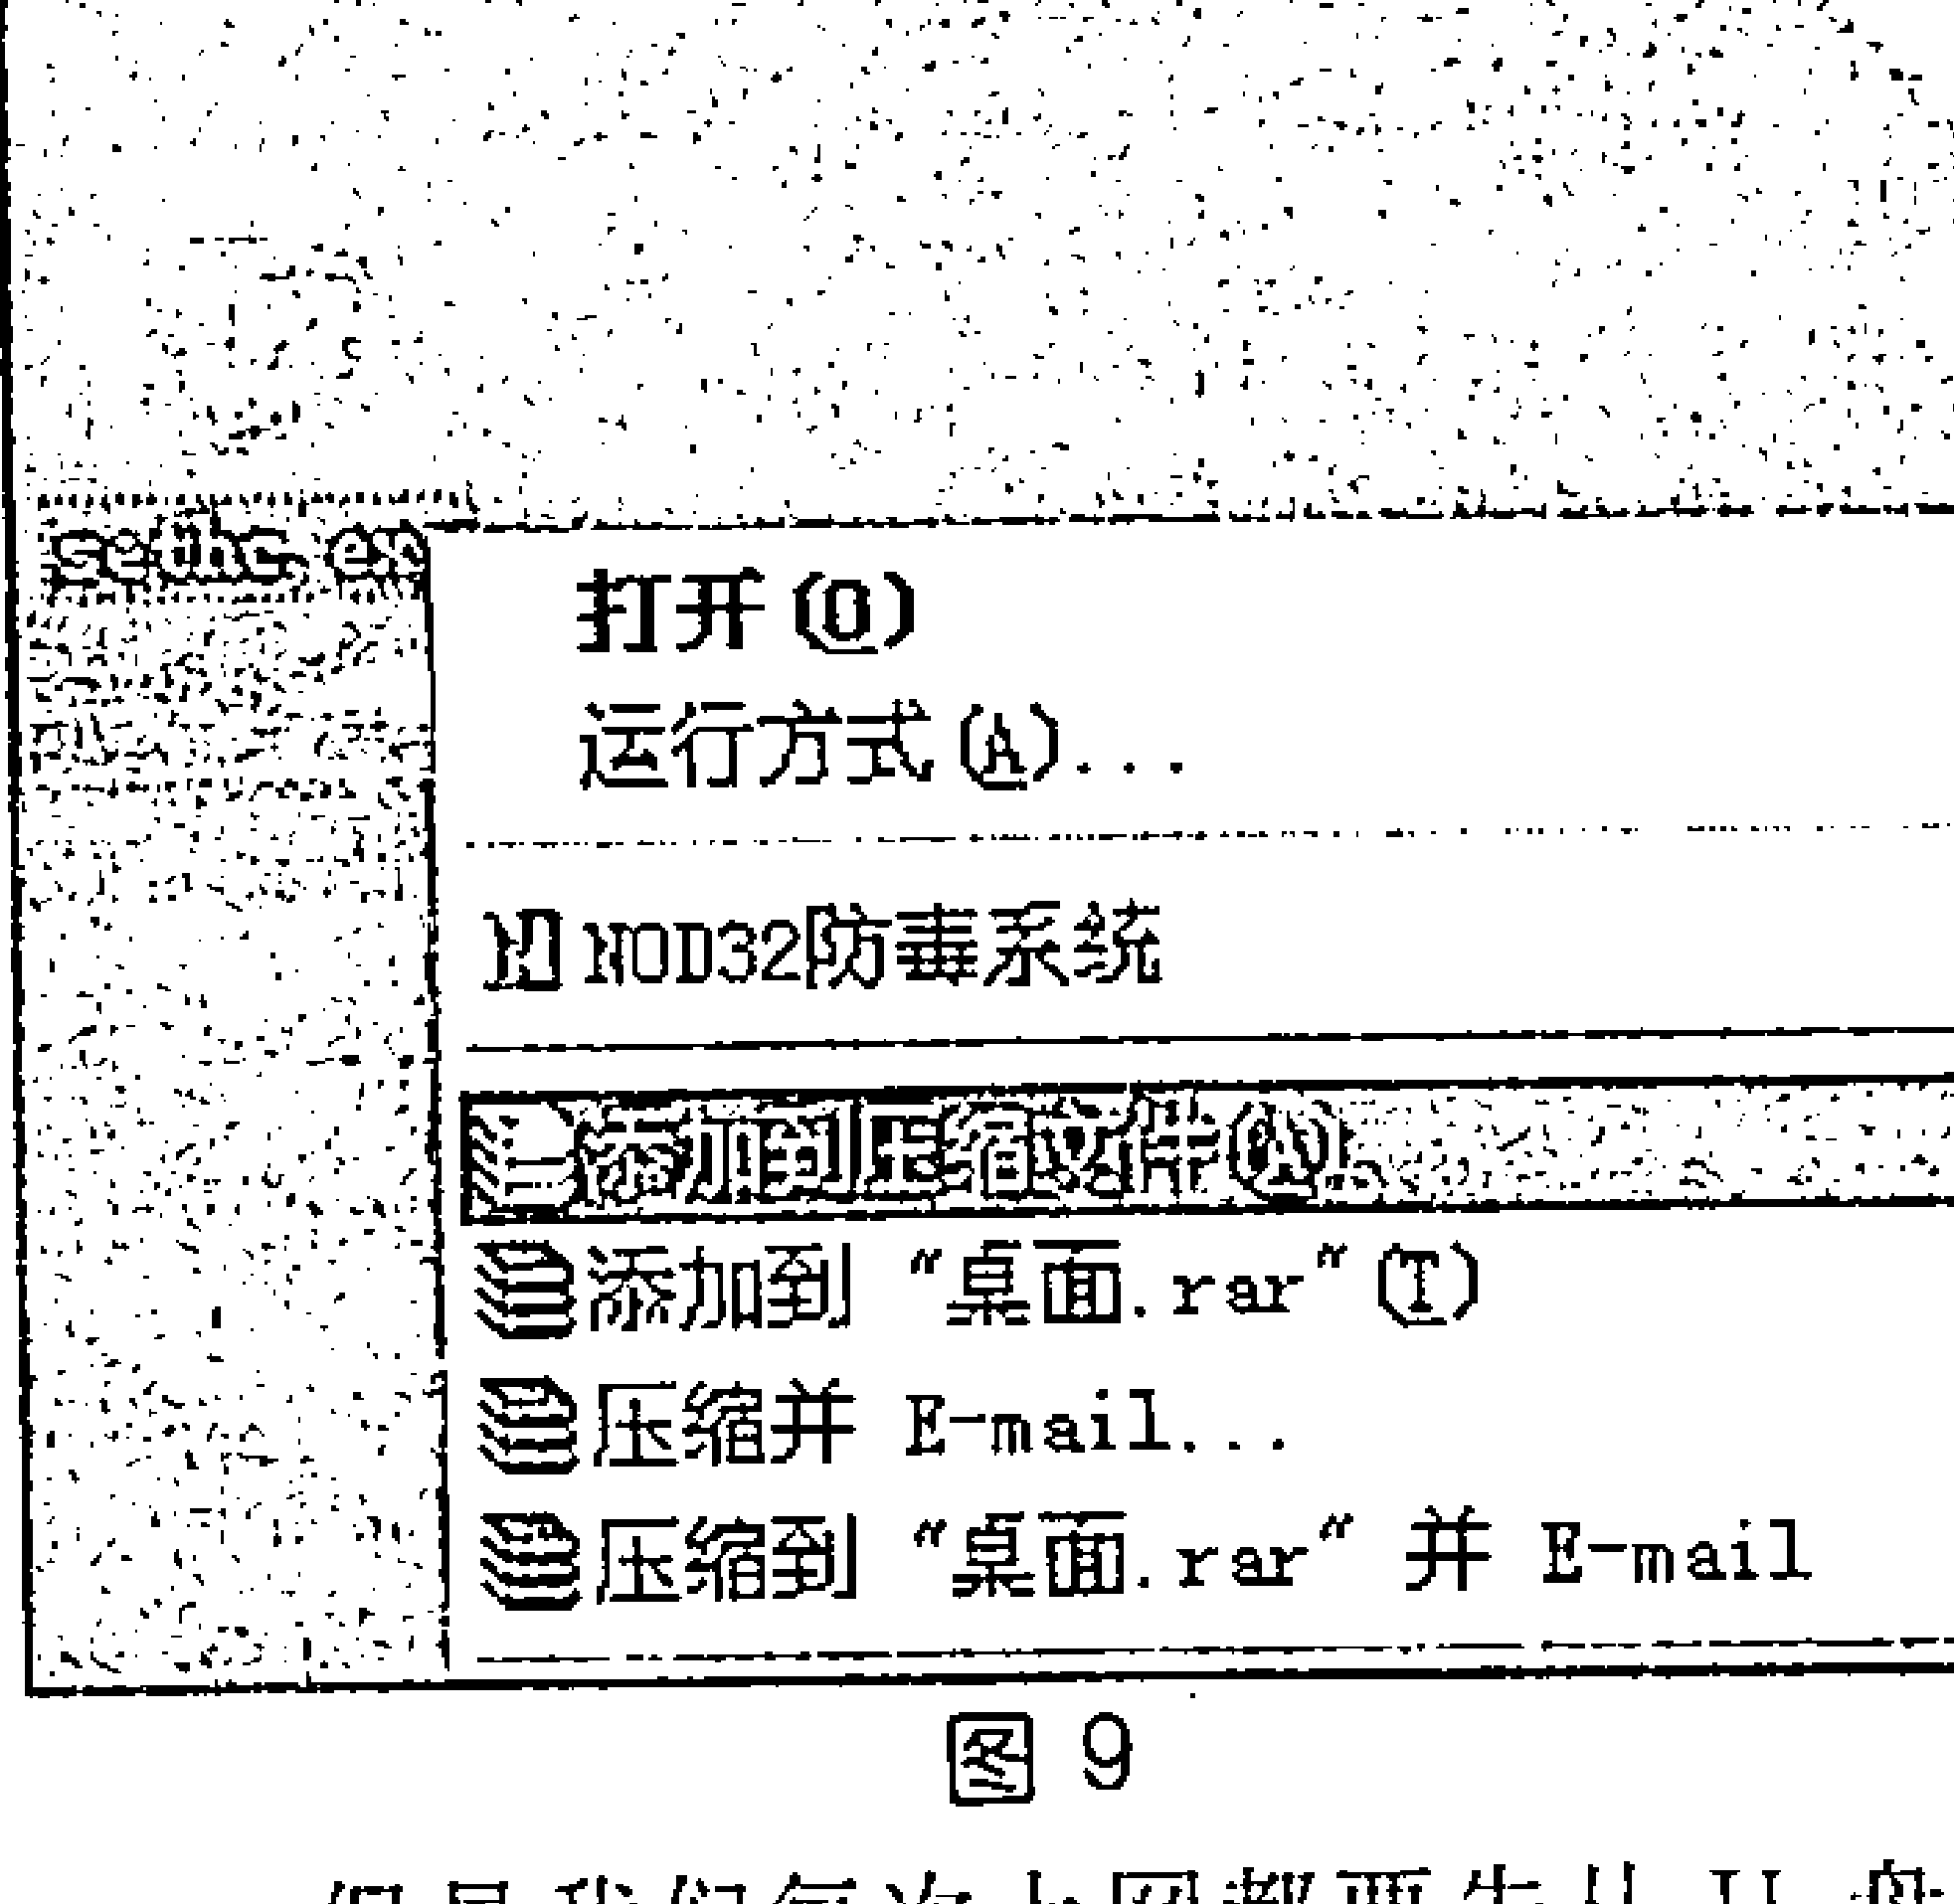 sethc.ex
打开(O)
运行方式(A)...
NOD32防毒系统
添加到压缩文件(A)...
添加到 "桌面.rar"(T)
压缩并 E-mail...
压缩到 "桌面.rar" 并 E-mail
图 9